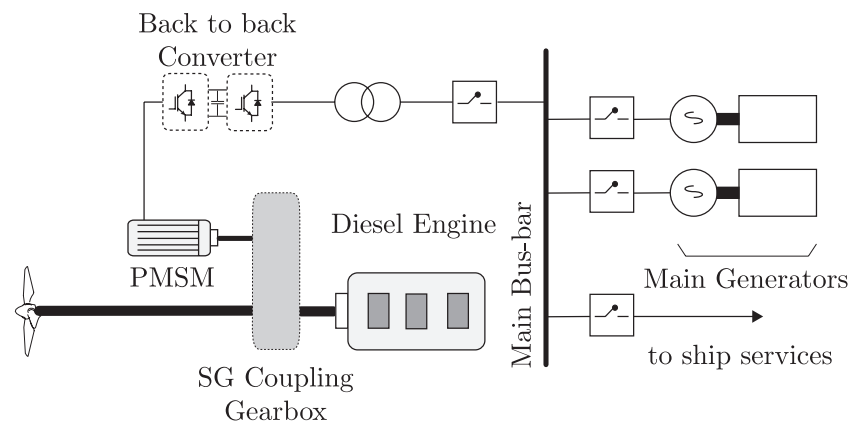 Back to back
Converter
Diesel Engine
PMSM
Main Bus-bar
Main Generators
SG Coupling
Gearbox
to ship services